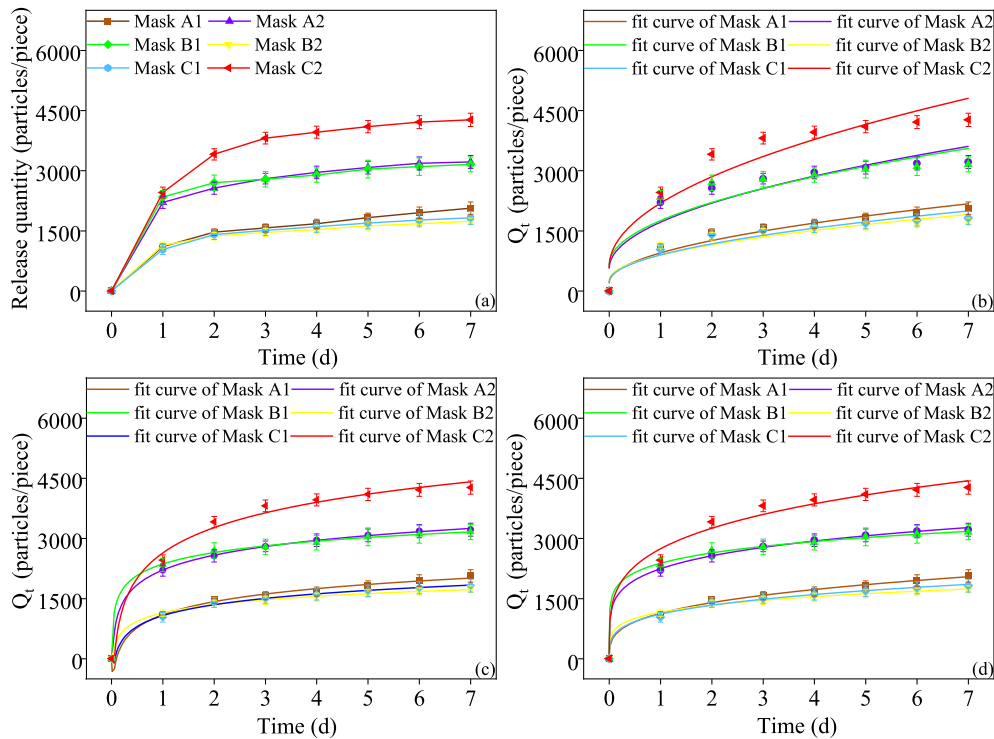 Mask A1 Mask A2
Mask B1 Mask B2
Mask C1 Mask C2
6000
4500
3000
1500
0
Release quantity (particles/piece)
(a)
0 1 2 3 4 5 6 7
Time (d)
fit curve of Mask A1 fit curve of Mask A2
fit curve of Mask B1 fit curve of Mask B2
fit curve of Mask C1 fit curve of Mask C2
6000
4500
3000
1500
0
Qt (particles/piece)
(b)
0 1 2 3 4 5 6 7
Time (d)
fit curve of Mask A1 fit curve of Mask A2
fit curve of Mask B1 fit curve of Mask B2
fit curve of Mask C1 fit curve of Mask C2
6000
4500
3000
1500
0
Qt (particles/piece)
(c)
0 1 2 3 4 5 6 7
Time (d)
fit curve of Mask A1 fit curve of Mask A2
fit curve of Mask B1 fit curve of Mask B2
fit curve of Mask C1 fit curve of Mask C2
6000
4500
3000
1500
0
Qt (particles/piece)
(d)
0 1 2 3 4 5 6 7
Time (d)